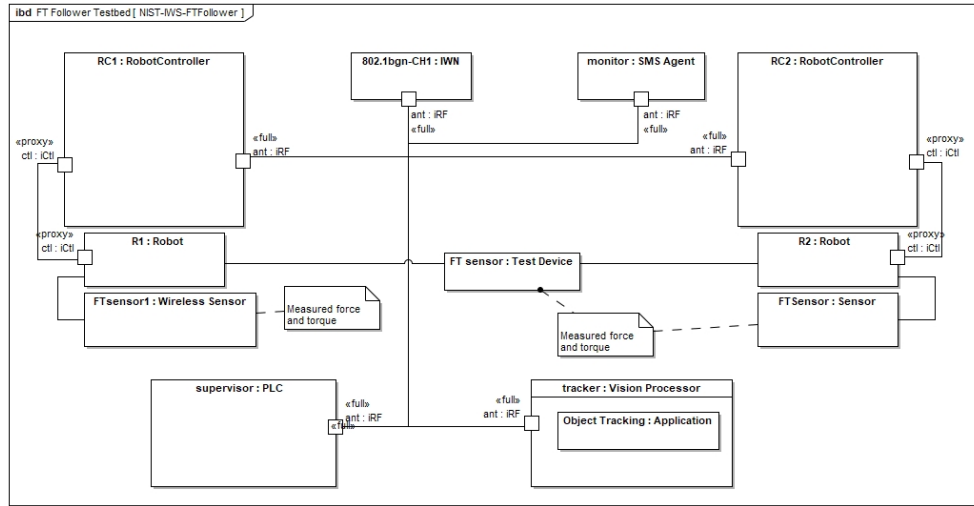 ibd FT Follower Testbed [ NIST-IWS-FTFollower ]
RC1 : RobotController
802.1bgn-CH1 : IWN
monitor : SMS Agent
RC2 : RobotController
ant : iRF
«full»
ant : iRF
«full»
«proxy»
ctl : iCtl
«full»
ant : iRF
«full»
ant : iRF
«proxy»
ctl : iCtl
«proxy»
ctl : iCtl
R1 : Robot
R2 : Robot
«proxy»
ctl : iCtl
FT sensor : Test Device
FTsensor1 : Wireless Sensor
Measured force
and torque
FTSensor : Sensor
Measured force
and torque
supervisor : PLC
«full»
ant : iRF
«full»
tracker : Vision Processor
«full»
ant : iRF
Object Tracking : Application